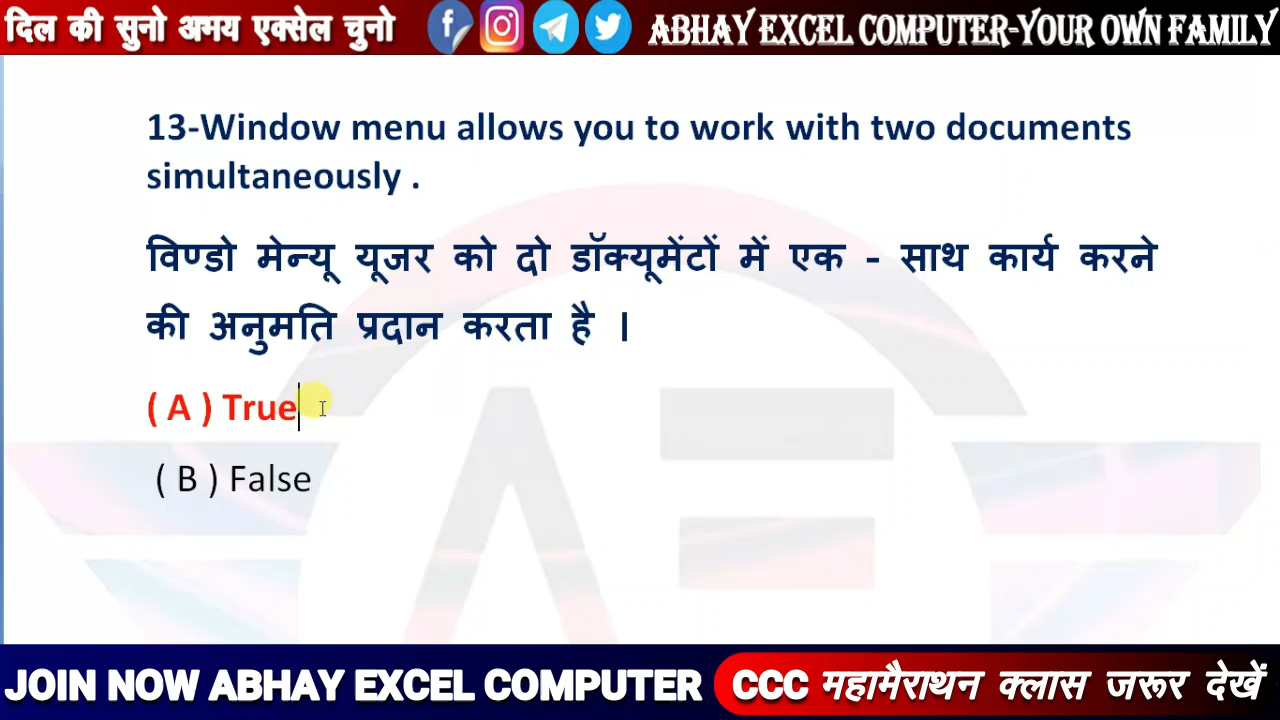 दिल की सुनो अभय एक्सेल चुनो ABHAY EXCEL COMPUTER-YOUR OWN FAMILY
13-Window menu allows you to work with two documents
simultaneously .
विण्डो मेन्यू यूजर को दो डॉक्यूमेंटों में एक - साथ कार्य करने
की अनुमति प्रदान करता है ।
( A ) True
( B ) False
JOIN NOW ABHAY EXCEL COMPUTER CCC महामैराथन क्लास जरूर देखें